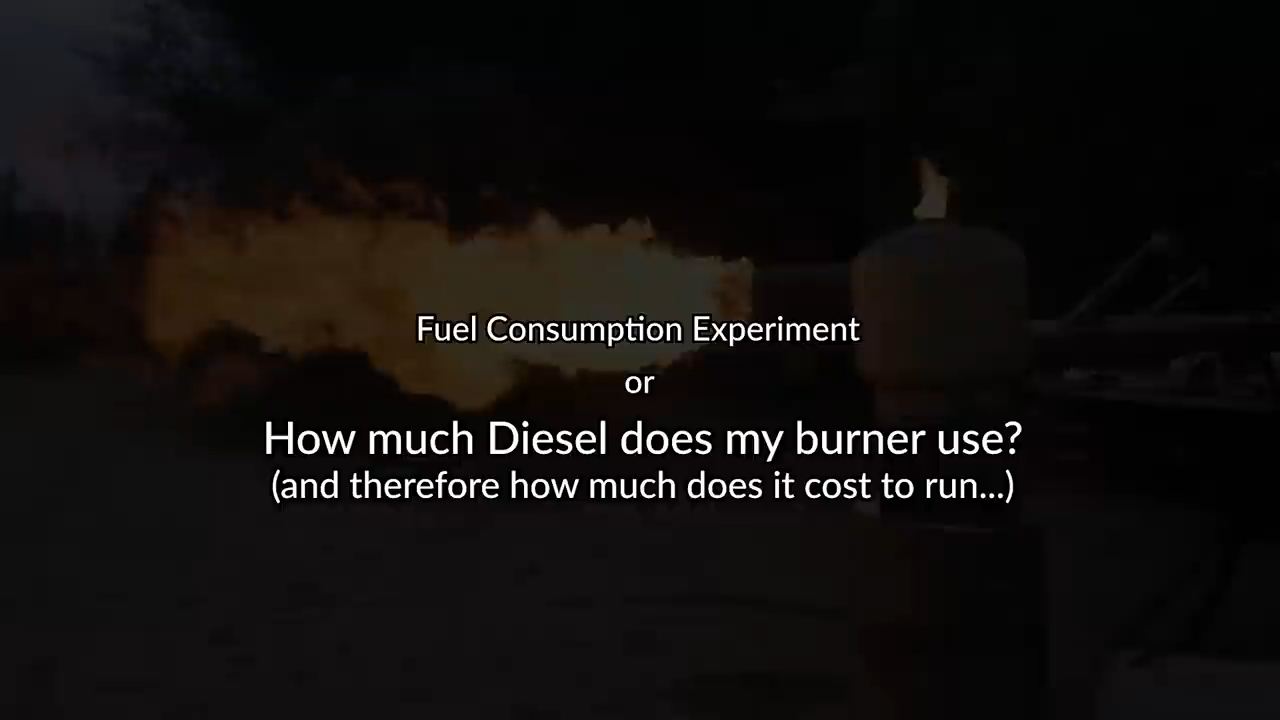 Fuel Consumption Experiment
or
How much Diesel does my burner use?
(and therefore how much does it cost to run...)